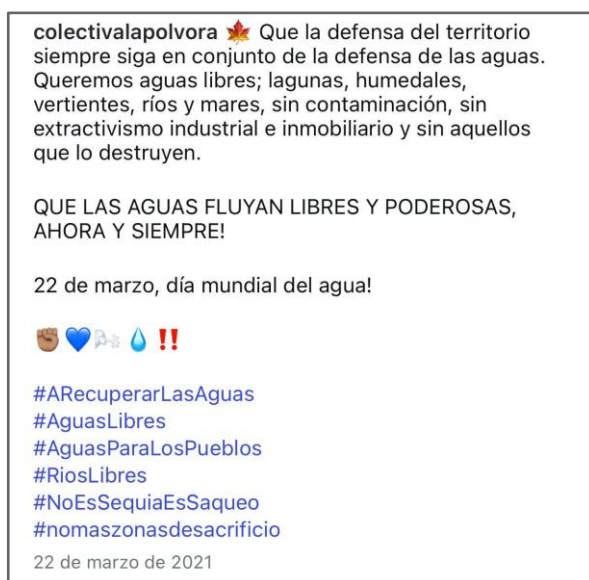 colectivalapolvora 🍁 Que la defensa del territorio
siempre siga en conjunto de la defensa de las aguas.
Queremos aguas libres; lagunas, humedales,
vertientes, ríos y mares, sin contaminación, sin
extractivismo industrial e inmobiliario y sin aquellos
que lo destruyen.
QUE LAS AGUAS FLUYAN LIBRES Y PODEROSAS,
AHORA Y SIEMPRE!
22 de marzo, día mundial del agua!
✊🏽💙🌬💧‼️
#ARecuperarLasAguas
#AguasLibres
#AguasParaLosPueblos
#RiosLibres
#NoEsSequiaEsSaqueo
#nomaszonasdesacrificio
22 de marzo de 2021